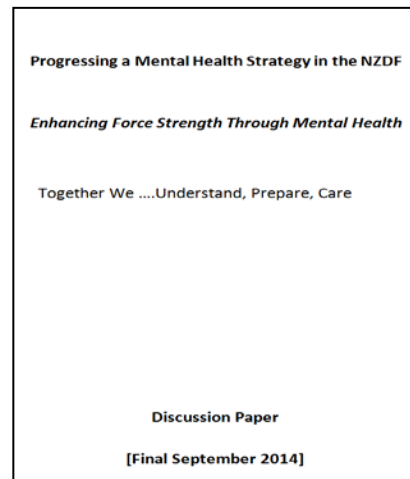 Progressing a Mental Health Strategy in the NZDF
Enhancing Force Strength Through Mental Health
Together We ....Understand, Prepare, Care
Discussion Paper
[Final September 2014]